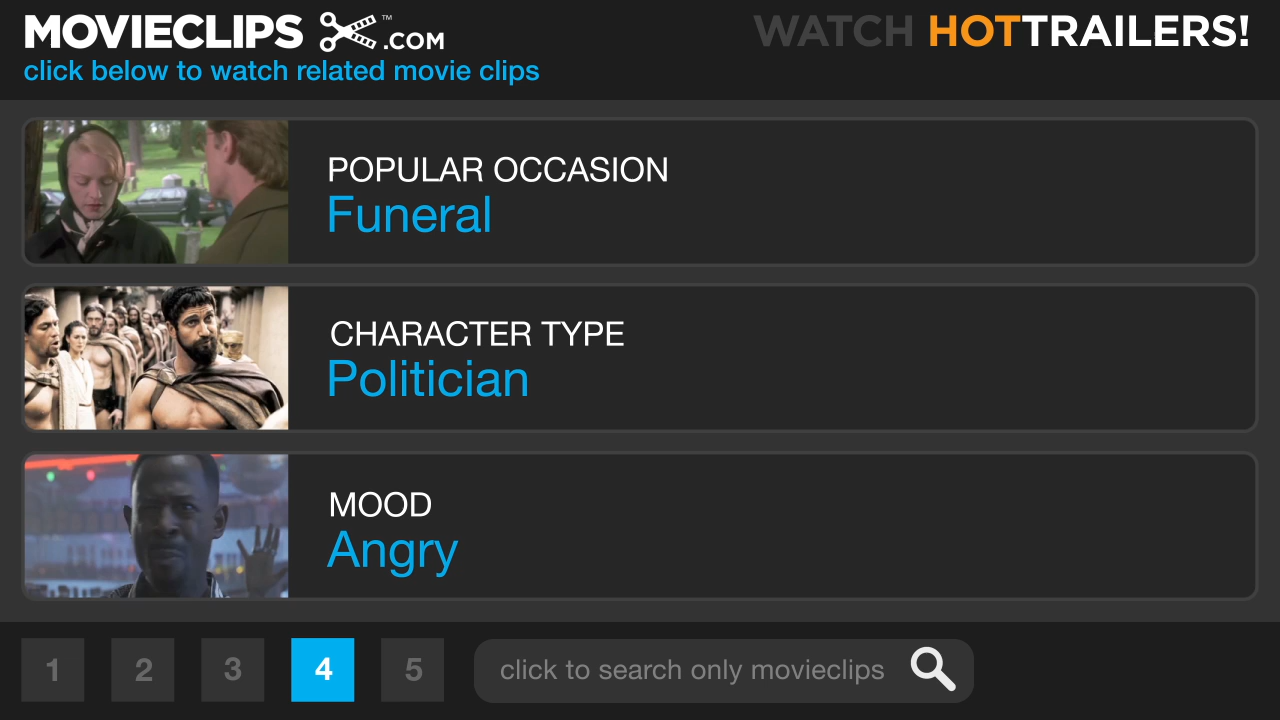 MOVIECLIPS ™ .COM
WATCH HOTTRAILERS!
click below to watch related movie clips
POPULAR OCCASION
Funeral
CHARACTER TYPE
Politician
MOOD
Angry
1 2 3 4 5 click to search only movieclips